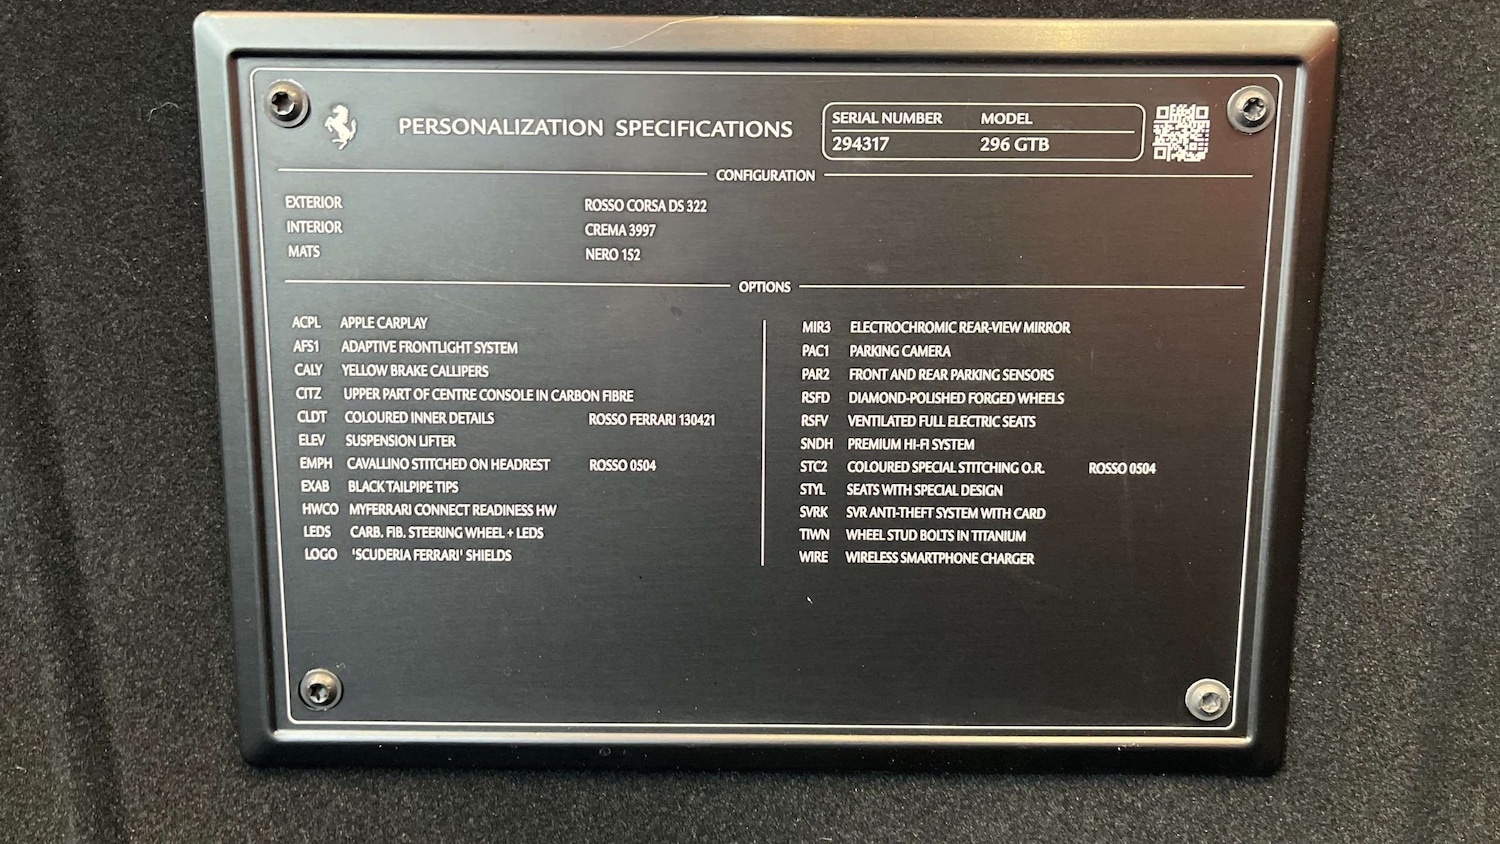 PERSONALIZATION SPECIFICATIONS
SERIAL NUMBER MODEL
294317 296 GTB
CONFIGURATION
EXTERIOR ROSSO CORSA DS 322
INTERIOR CREMA 3997
MATS NERO 152
OPTIONS
ACPL APPLE CARPLAY
AFS1 ADAPTIVE FRONTLIGHT SYSTEM
CALY YELLOW BRAKE CALLIPERS
CITZ UPPER PART OF CENTRE CONSOLE IN CARBON FIBRE
CLDT COLOURED INNER DETAILS ROSSO FERRARI 130421
ELEV SUSPENSION LIFTER
EMPH CAVALLINO STITCHED ON HEADREST ROSSO 0504
EXAB BLACK TAILPIPE TIPS
HWCO MYFERRARI CONNECT READINESS HW
LEDS CARB. FIB. STEERING WHEEL + LEDS
LOGO 'SCUDERIA FERRARI' SHIELDS
MIR3 ELECTROCHROMIC REAR-VIEW MIRROR
PAC1 PARKING CAMERA
PAR2 FRONT AND REAR PARKING SENSORS
RSFD DIAMOND-POLISHED FORGED WHEELS
RSFV VENTILATED FULL ELECTRIC SEATS
SNDH PREMIUM HI-FI SYSTEM
STC2 COLOURED SPECIAL STITCHING O.R. ROSSO 0504
STYL SEATS WITH SPECIAL DESIGN
SVRK SVR ANTI-THEFT SYSTEM WITH CARD
TIWN WHEEL STUD BOLTS IN TITANIUM
WIRE WIRELESS SMARTPHONE CHARGER